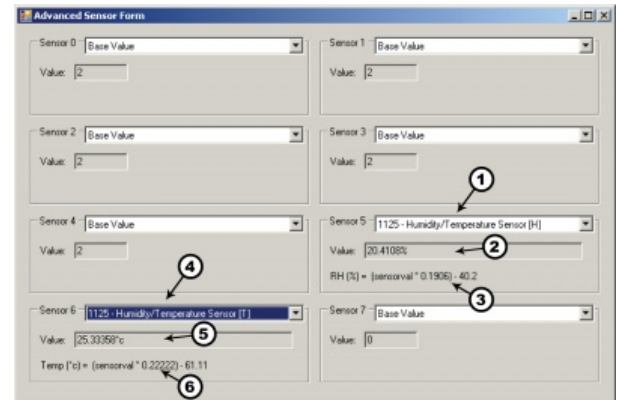 Advanced Sensor Form
Sensor 0 Base Value
Value: 2
Sensor 1 Base Value
Value: 2
Sensor 2 Base Value
Value: 2
Sensor 3 Base Value
Value: 2
1
Sensor 4 Base Value
Value: 2
Sensor 5 1125 - Humidity/Temperature Sensor [H]
Value: 20.4108% 2
RH (%) = (sensorval * 0.1906) - 40.2
3
4
Sensor 6 1125 - Humidity/Temperature Sensor [T]
Value: 25.33358°c 5
Temp (°c) = (sensorval * 0.22222) - 61.11
6
Sensor 7 Base Value
Value: 0